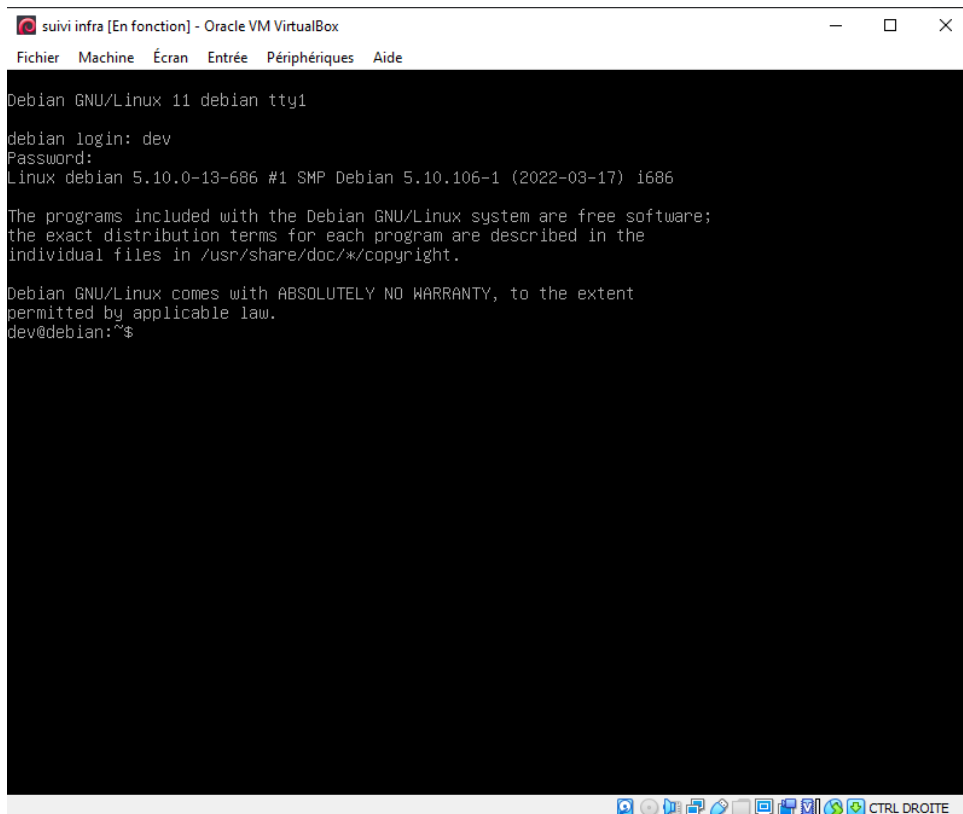 suivi infra [En fonction] - Oracle VM VirtualBox
Fichier Machine Écran Entrée Périphériques Aide
Debian GNU/Linux 11 debian tty1
debian login: dev
Password:
Linux debian 5.10.0-13-686 #1 SMP Debian 5.10.106-1 (2022-03-17) i686
The programs included with the Debian GNU/Linux system are free software;
the exact distribution terms for each program are described in the
individual files in /usr/share/doc/*/copyright.
Debian GNU/Linux comes with ABSOLUTELY NO WARRANTY, to the extent
permitted by applicable law.
dev@debian:~$
CTRL DROITE